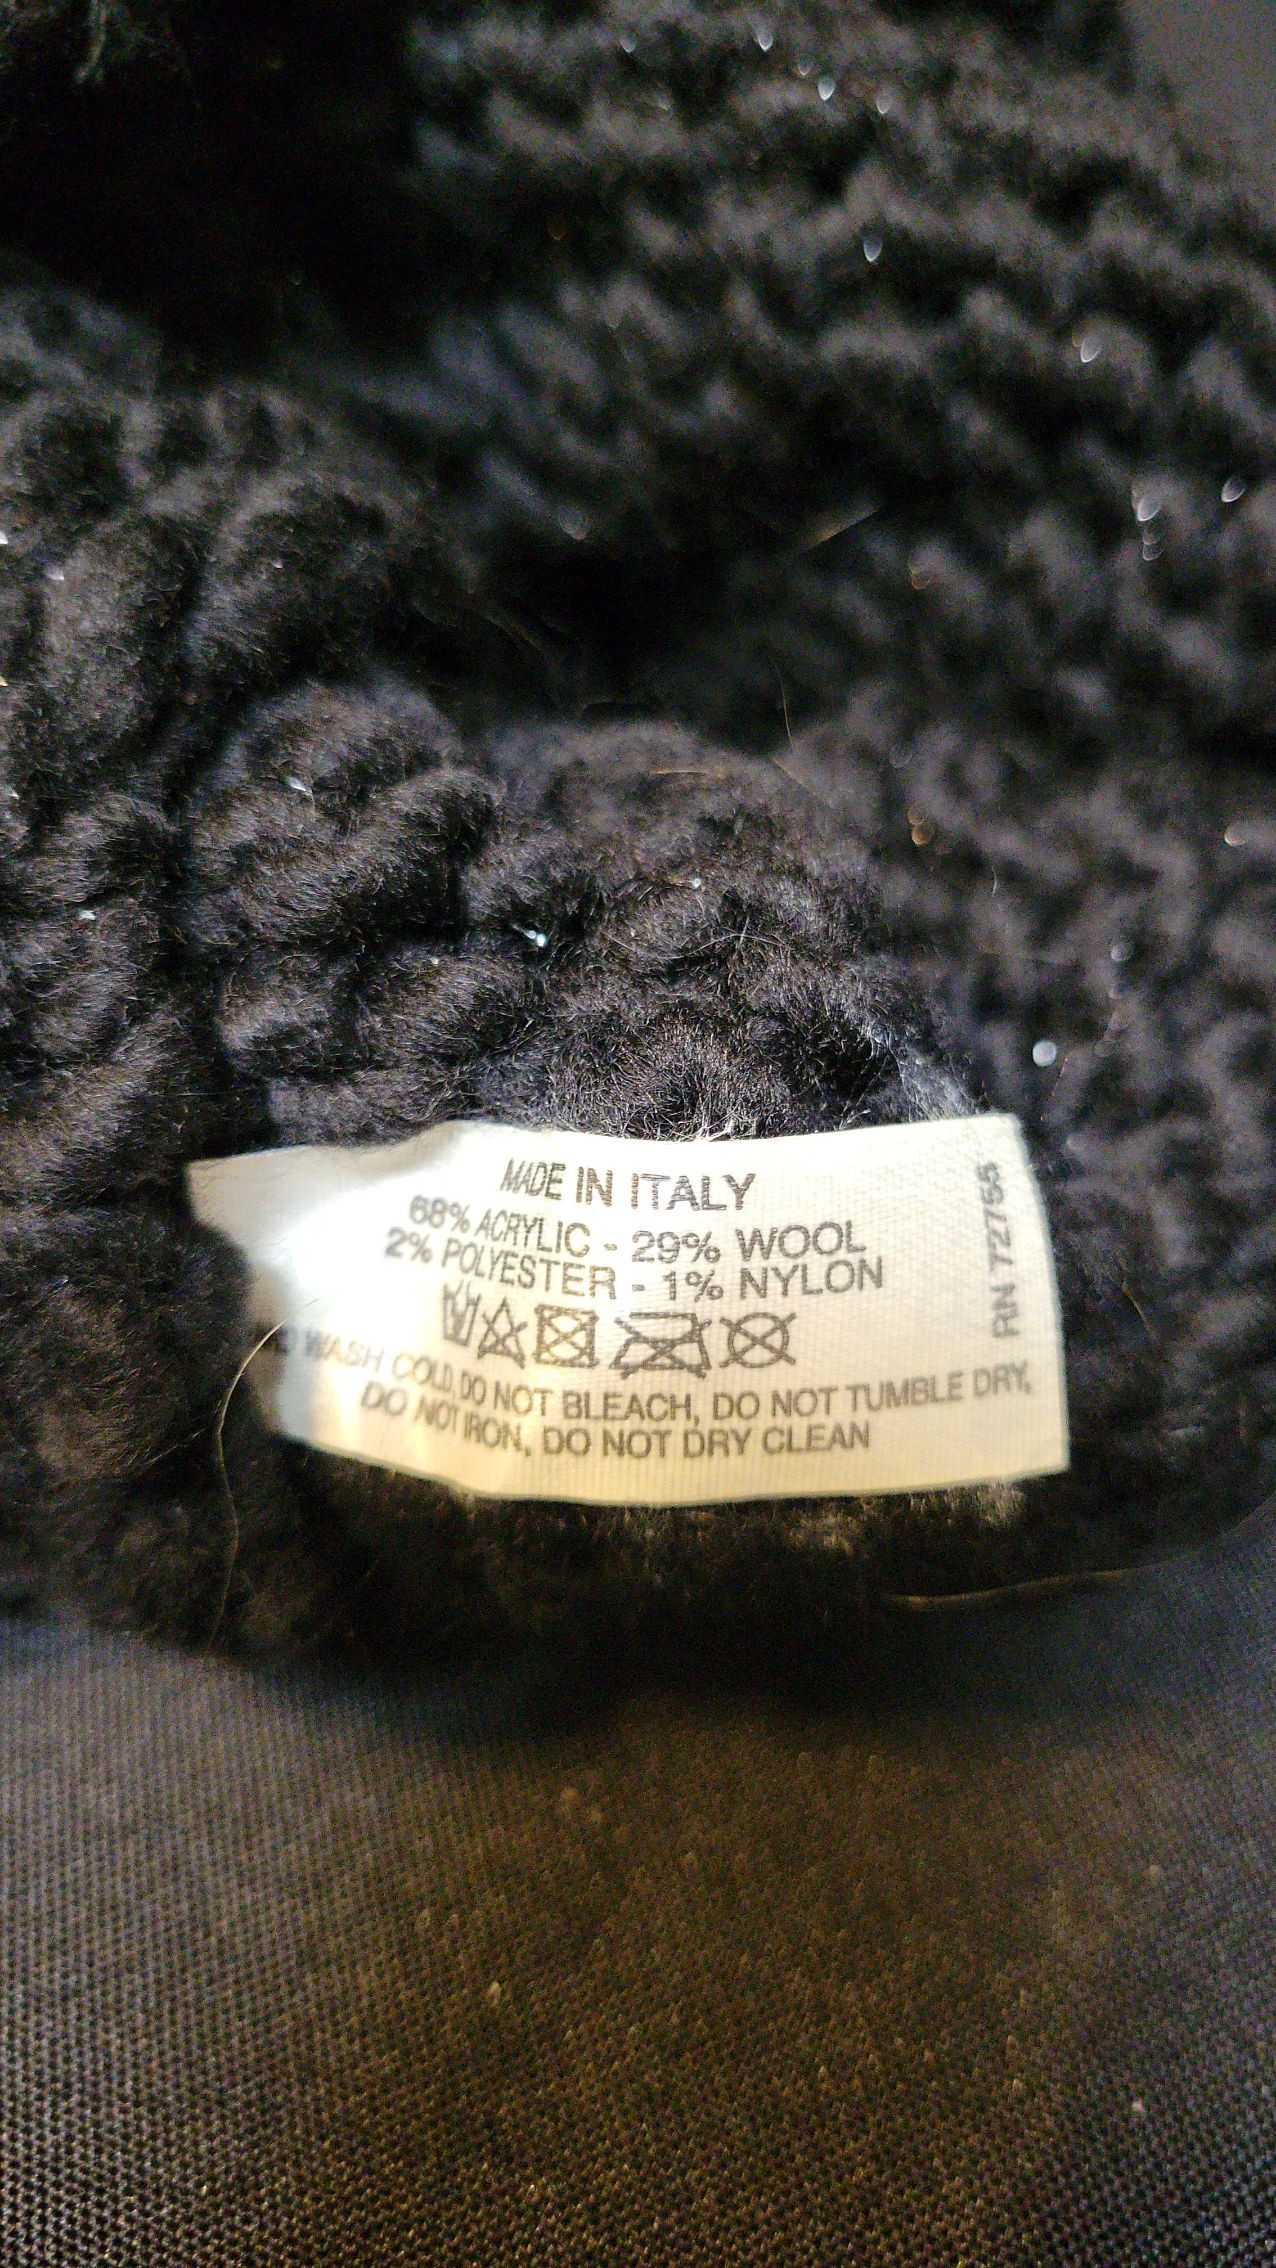 MADE IN ITALY
68% ACRYLIC - 29% WOOL
2% POLYESTER - 1% NYLON
WASH COLD, DO NOT BLEACH, DO NOT TUMBLE DRY,
DO NOT IRON, DO NOT DRY CLEAN
RN 72755